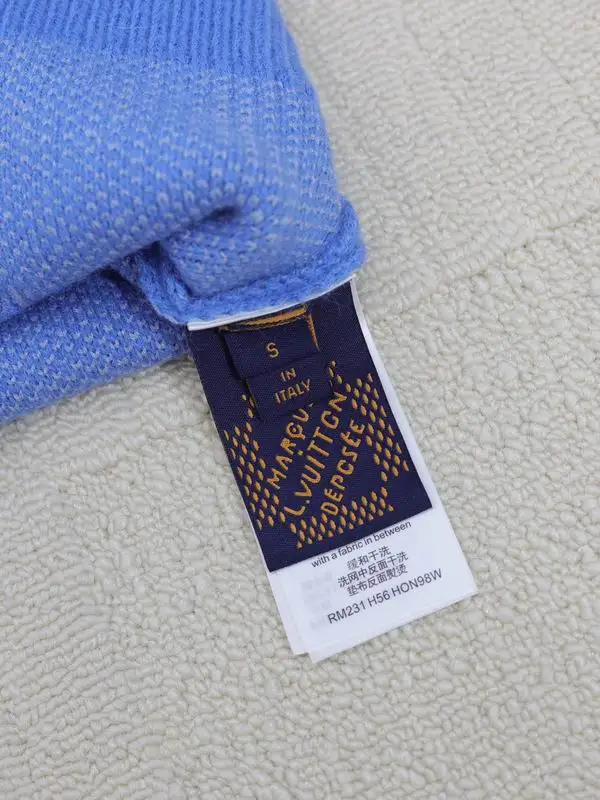 S
IN
ITALY
MARQU
L.VUITTON
DEPOSÉE
with a fabric in between
缓和干洗
洗网中反面干洗
垫布反面熨烫
RM231 H56 HON98W